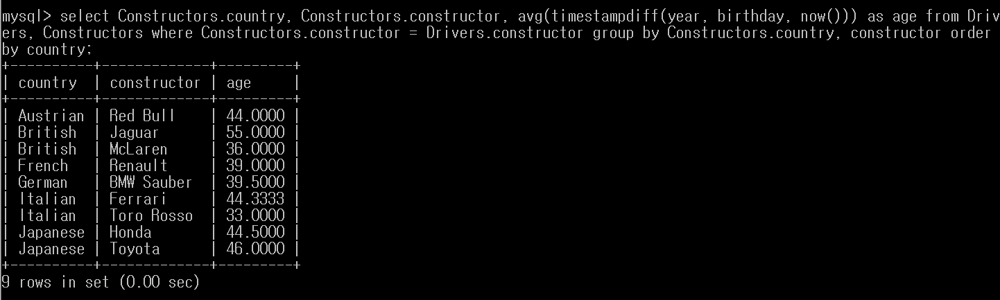 mysql> select Constructors.country, Constructors.constructor, avg(timestampdiff(year, birthday, now())) as age from Driv
ers, Constructors where Constructors.constructor = Drivers.constructor group by Constructors.country, constructor order
by country;
+----------+-------------+---------+
| country  | constructor | age     |
+----------+-------------+---------+
| Austrian | Red Bull    | 44.0000 |
| British  | Jaguar      | 55.0000 |
| British  | McLaren     | 36.0000 |
| French   | Renault     | 39.0000 |
| German   | BMW Sauber  | 39.5000 |
| Italian  | Ferrari     | 44.3333 |
| Italian  | Toro Rosso  | 33.0000 |
| Japanese | Honda       | 44.5000 |
| Japanese | Toyota      | 46.0000 |
+----------+-------------+---------+
9 rows in set (0.00 sec)